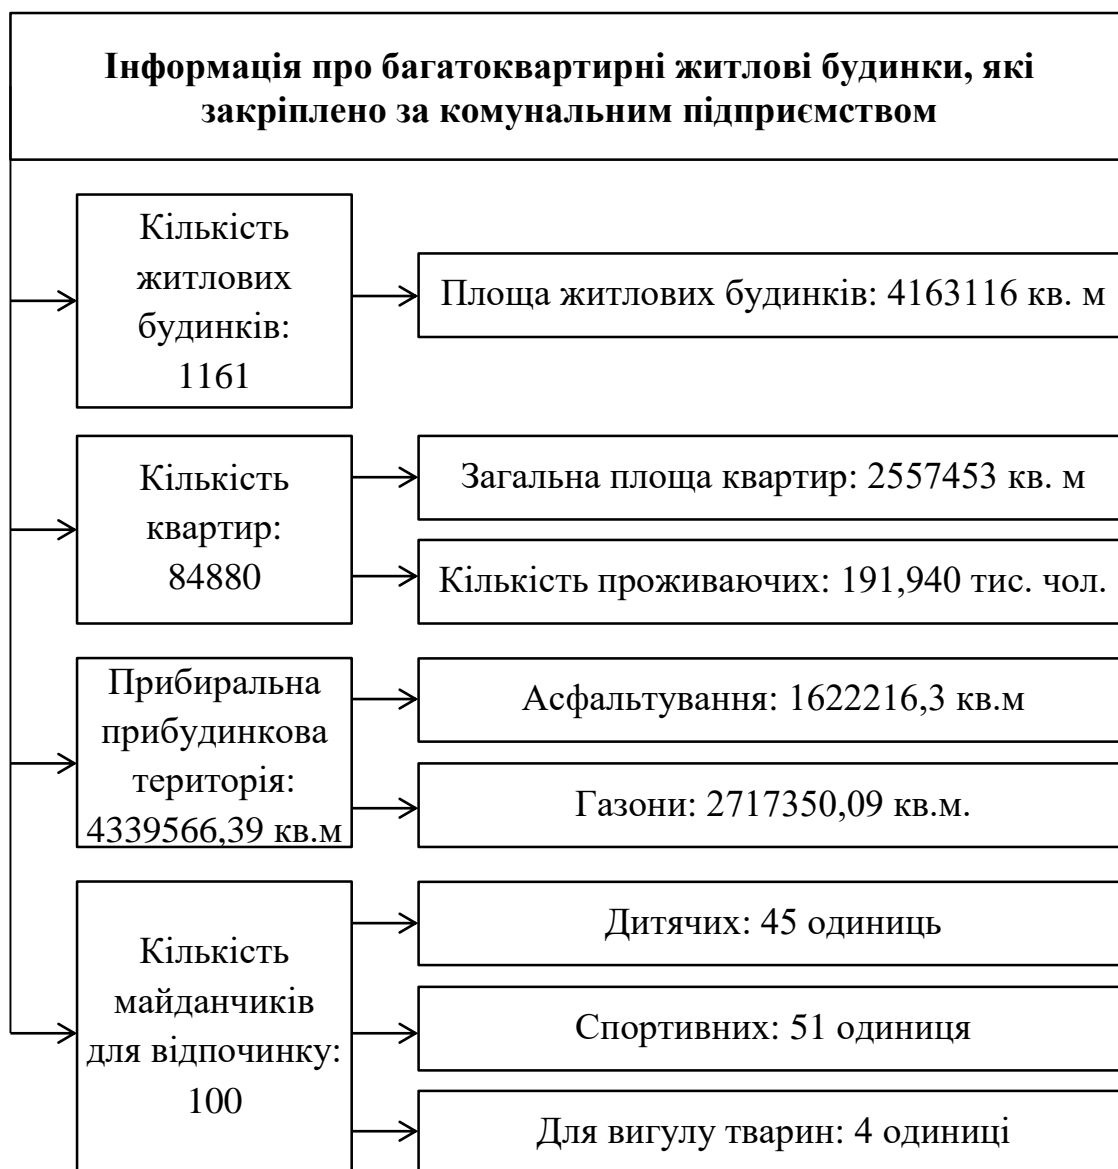 Інформація про багатоквартирні житлові будинки, які
закріплено за комунальним підприємством
Кількість
житлових
будинків:
1161
Площа житлових будинків: 4163116 кв. м
Кількість
квартир:
84880
Загальна площа квартир: 2557453 кв. м
Кількість проживаючих: 191,940 тис. чол.
Прибиральна
прибудинкова
територія:
4339566,39 кв.м
Асфальтування: 1622216,3 кв.м
Газони: 2717350,09 кв.м.
Кількість
майданчиків
для відпочинку:
100
Дитячих: 45 одиниць
Спортивних: 51 одиниця
Для вигулу тварин: 4 одиниці